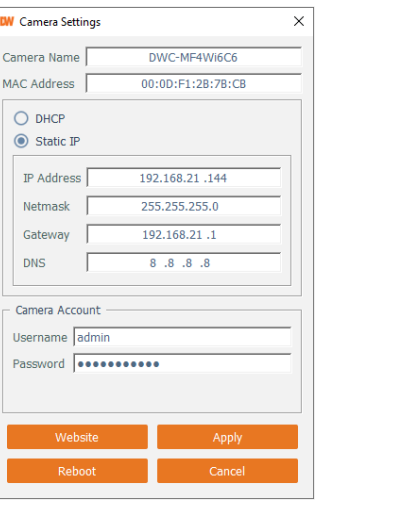 DW Camera Settings
Camera Name DWC-MF4Wi6C6
MAC Address 00:0D:F1:2B:7B:CB
DHCP
Static IP
IP Address 192.168.21 .144
Netmask 255.255.255.0
Gateway 192.168.21 .1
DNS 8 .8 .8 .8
Camera Account
Username admin
Password ●●●●●●●●●●●
Website Apply
Reboot Cancel